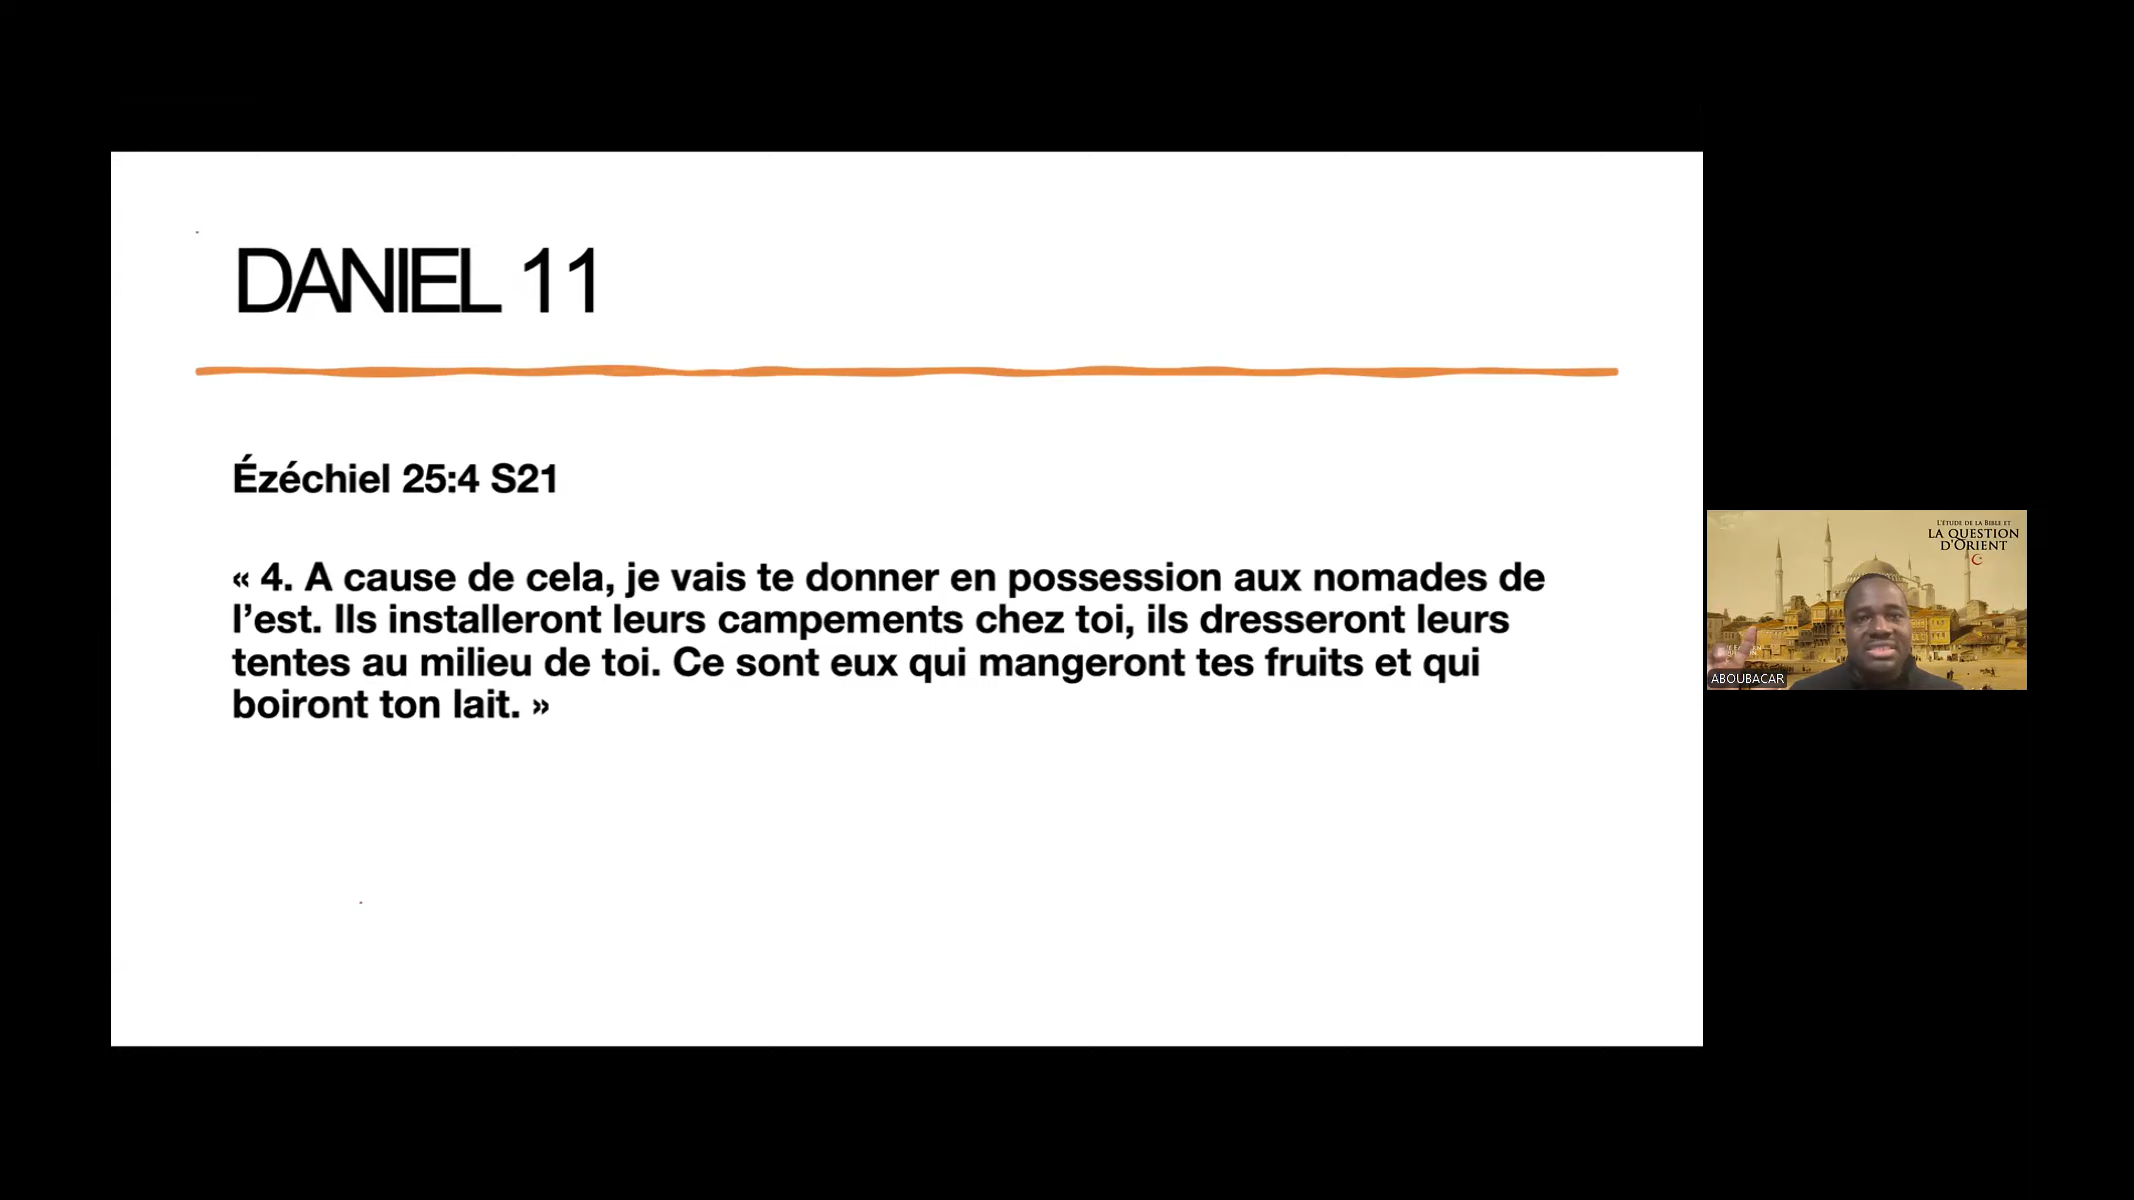 DANIEL 11
Ézéchiel 25:4 S21
« 4. A cause de cela, je vais te donner en possession aux nomades de
l’est. Ils installeront leurs campements chez toi, ils dresseront leurs
tentes au milieu de toi. Ce sont eux qui mangeront tes fruits et qui
boiront ton lait. »
L'ÉTUDE DE LA BIBLE ET
LA QUESTION
D'ORIENT
ABOUBACAR